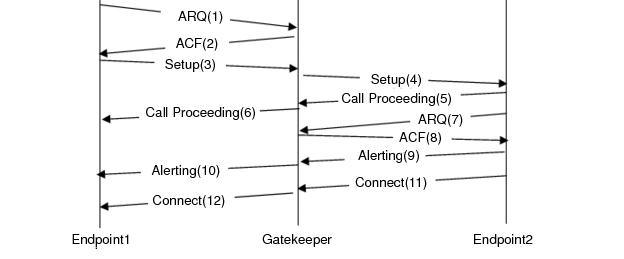 ARQ(1)
ACF(2)
Setup(3)
Setup(4)
Call Proceeding(5)
Call Proceeding(6)
ARQ(7)
ACF(8)
Alerting(9)
Alerting(10)
Connect(11)
Connect(12)
Endpoint1 Gatekeeper Endpoint2